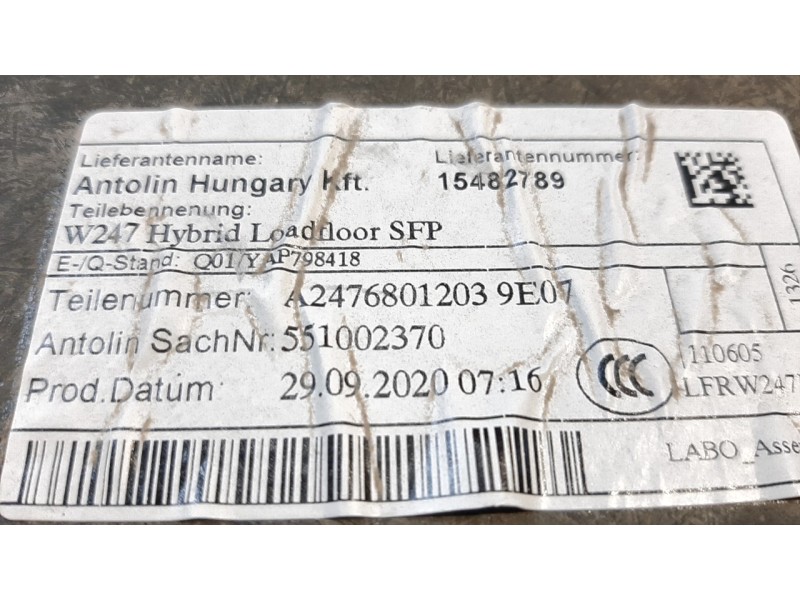 Lieferantenname: Lieferantennummer:
Antolin Hungary Kft. 15482789
Teilebennenung:
W247 Hybrid Loadfloor SFP
E-/Q-Stand: Q01/YAP798418
Teilenummer: A2476801203 9E07
Antolin SachNr: 551002370
Prod.Datum: 29.09.2020 07:16
CCC
1326
110605
LFRW247
LABO_Asse